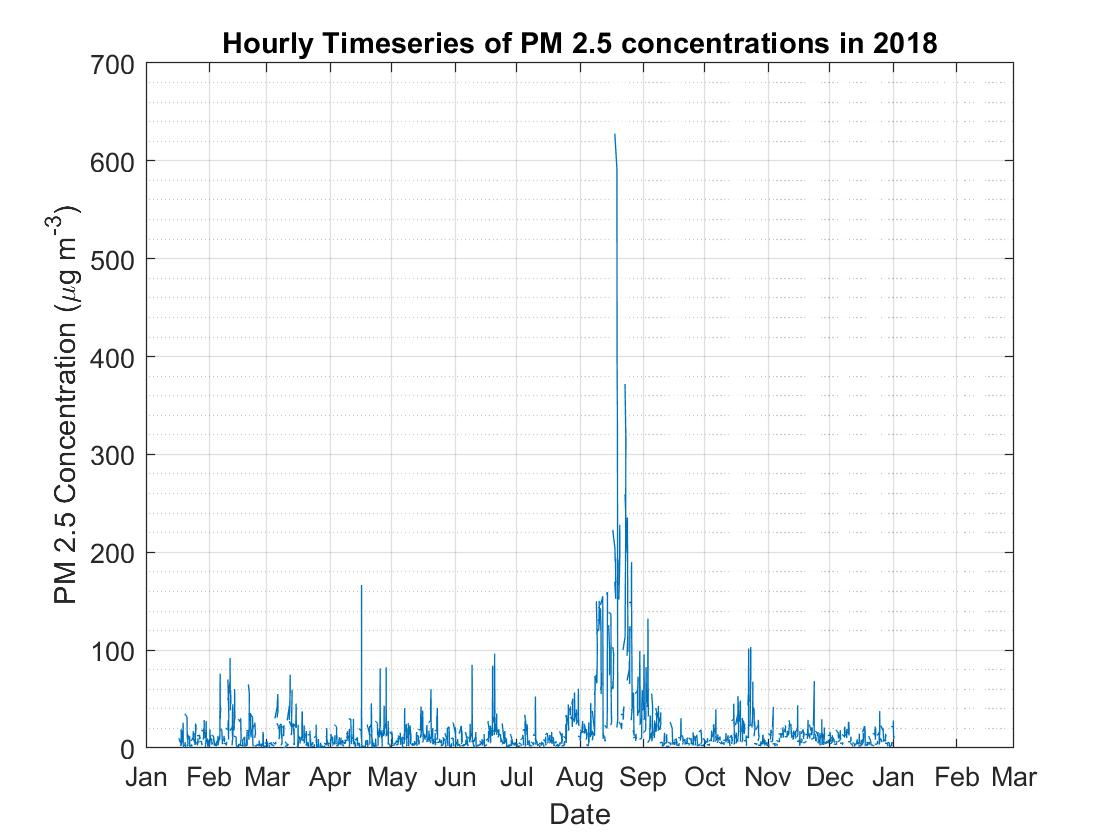 Hourly Timeseries of PM 2.5 concentrations in 2018
PM 2.5 Concentration (μg m⁻³)
700
600
500
400
300
200
100
0
Jan Feb Mar Apr May Jun Jul Aug Sep Oct Nov Dec Jan Feb Mar
Date